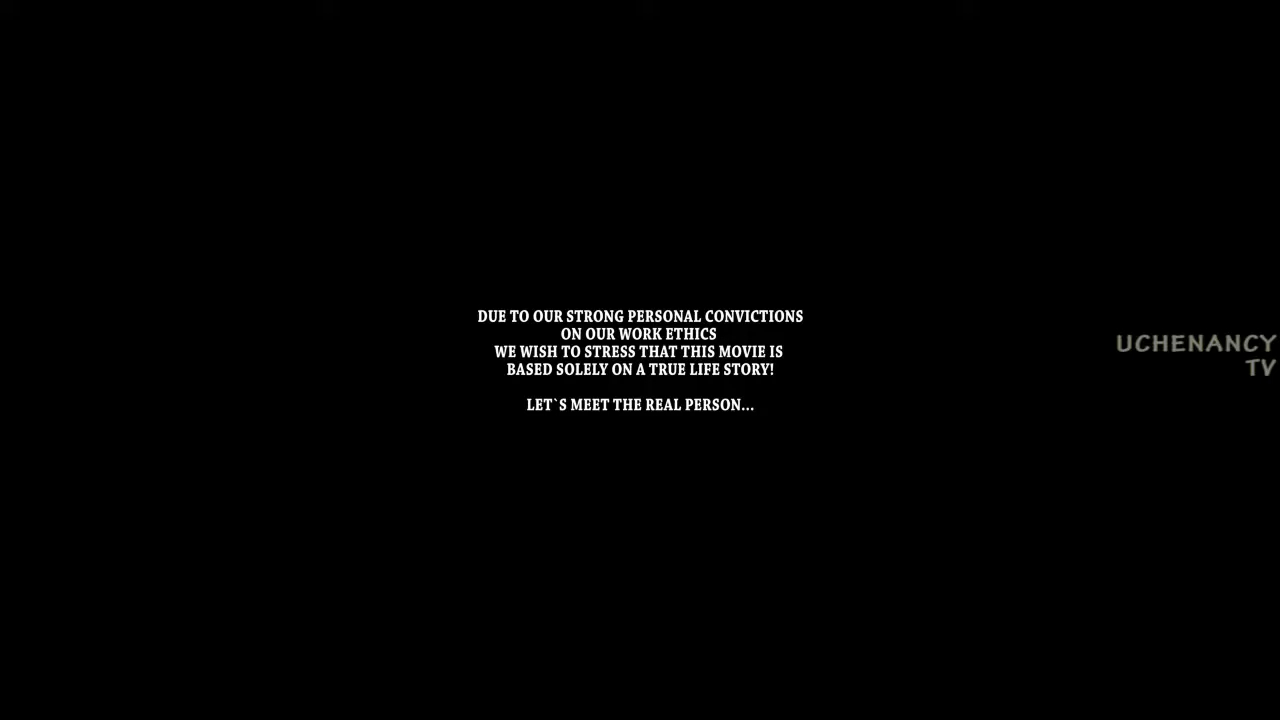 DUE TO OUR STRONG PERSONAL CONVICTIONS
ON OUR WORK ETHICS
WE WISH TO STRESS THAT THIS MOVIE IS
BASED SOLELY ON A TRUE LIFE STORY!
LET`S MEET THE REAL PERSON...
UCHENANCY
TV